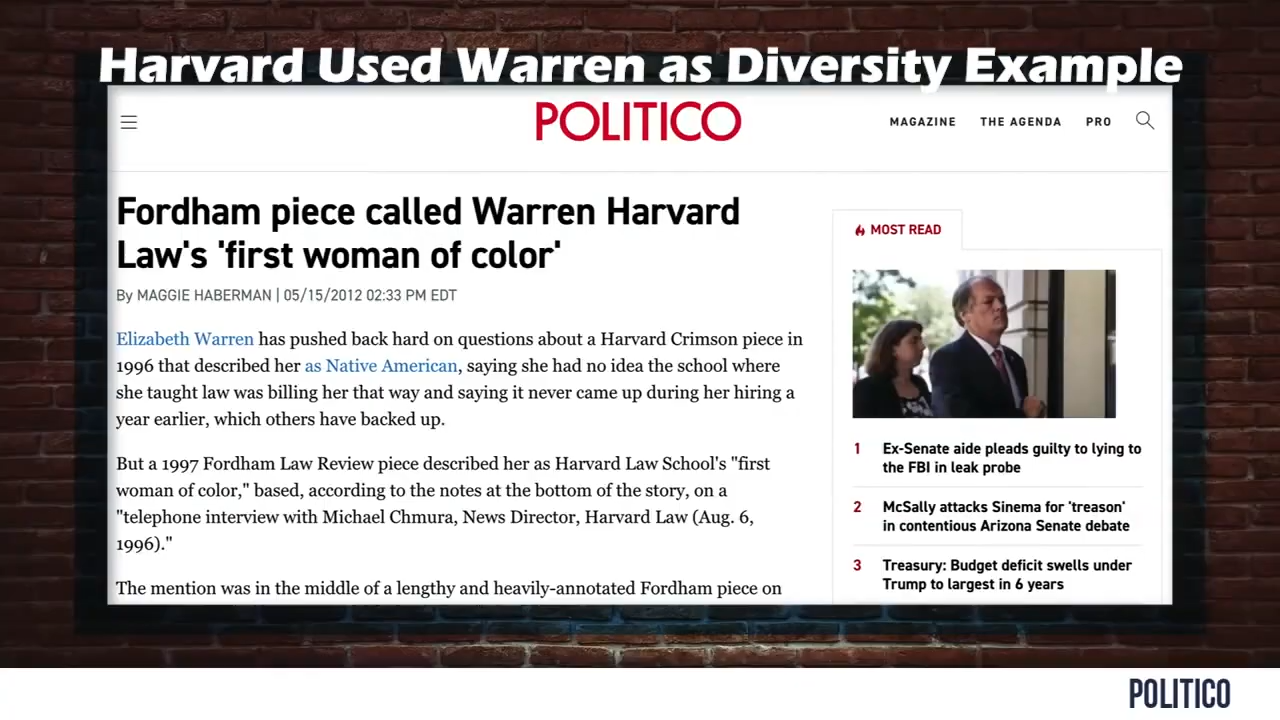 Harvard Used Warren as Diversity Example
POLITICO
MAGAZINE THE AGENDA PRO
Fordham piece called Warren Harvard
Law's 'first woman of color'
By MAGGIE HABERMAN | 05/15/2012 02:33 PM EDT
Elizabeth Warren has pushed back hard on questions about a Harvard Crimson piece in
1996 that described her as Native American, saying she had no idea the school where
she taught law was billing her that way and saying it never came up during her hiring a
year earlier, which others have backed up.
But a 1997 Fordham Law Review piece described her as Harvard Law School's "first
woman of color," based, according to the notes at the bottom of the story, on a
"telephone interview with Michael Chmura, News Director, Harvard Law (Aug. 6,
1996)."
The mention was in the middle of a lengthy and heavily-annotated Fordham piece on
MOST READ
1 Ex-Senate aide pleads guilty to lying to
the FBI in leak probe
2 McSally attacks Sinema for 'treason'
in contentious Arizona Senate debate
3 Treasury: Budget deficit swells under
Trump to largest in 6 years
POLITICO